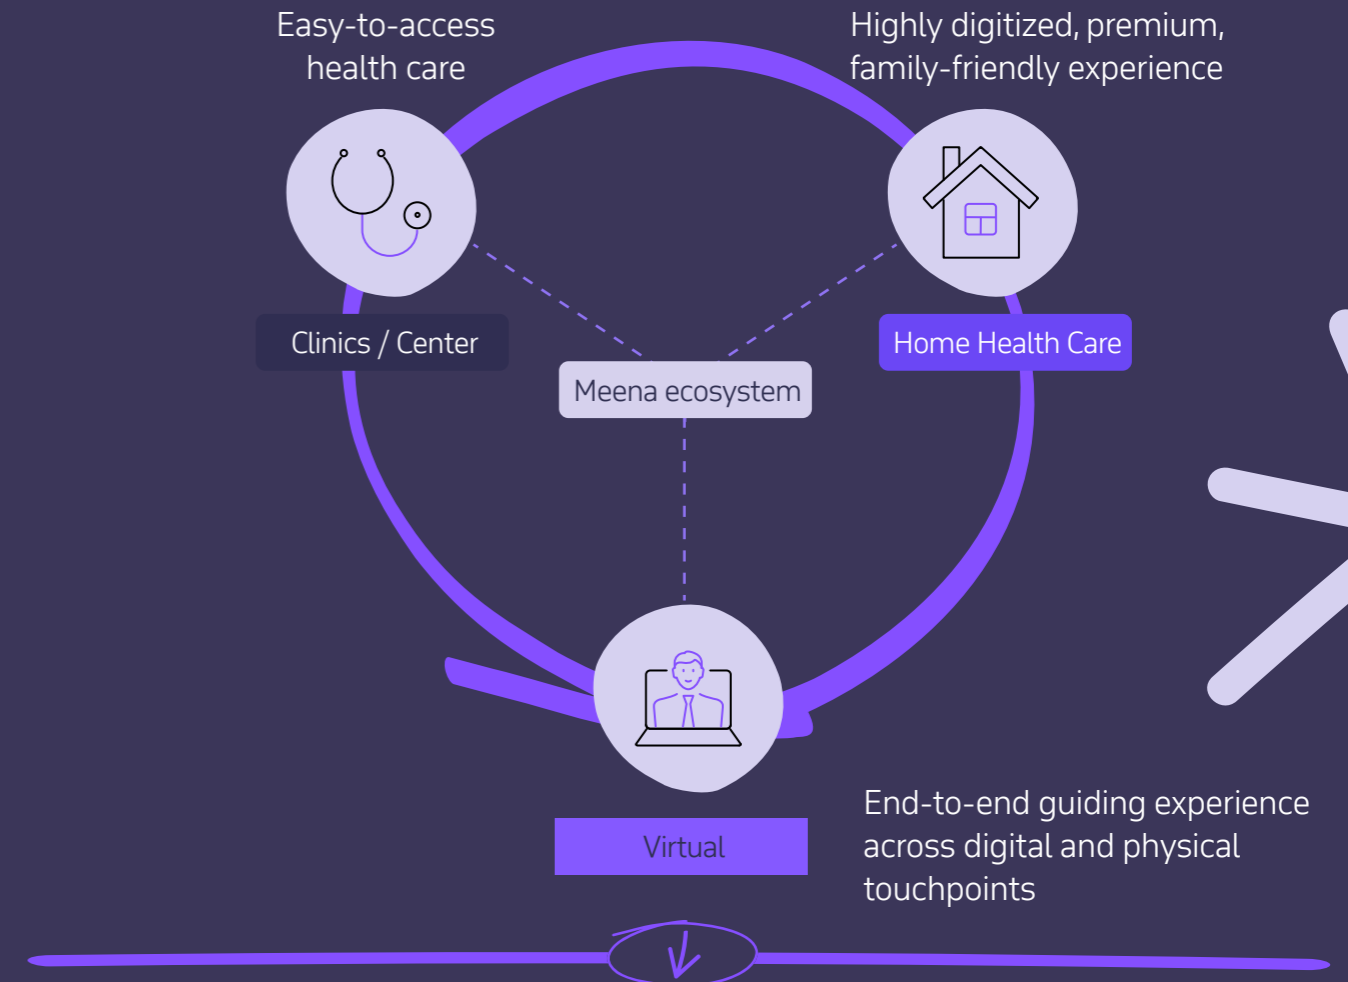 Easy-to-access
health care
Highly digitized, premium,
family-friendly experience
Clinics / Center
Home Health Care
Meena ecosystem
Virtual
End-to-end guiding experience
across digital and physical
touchpoints